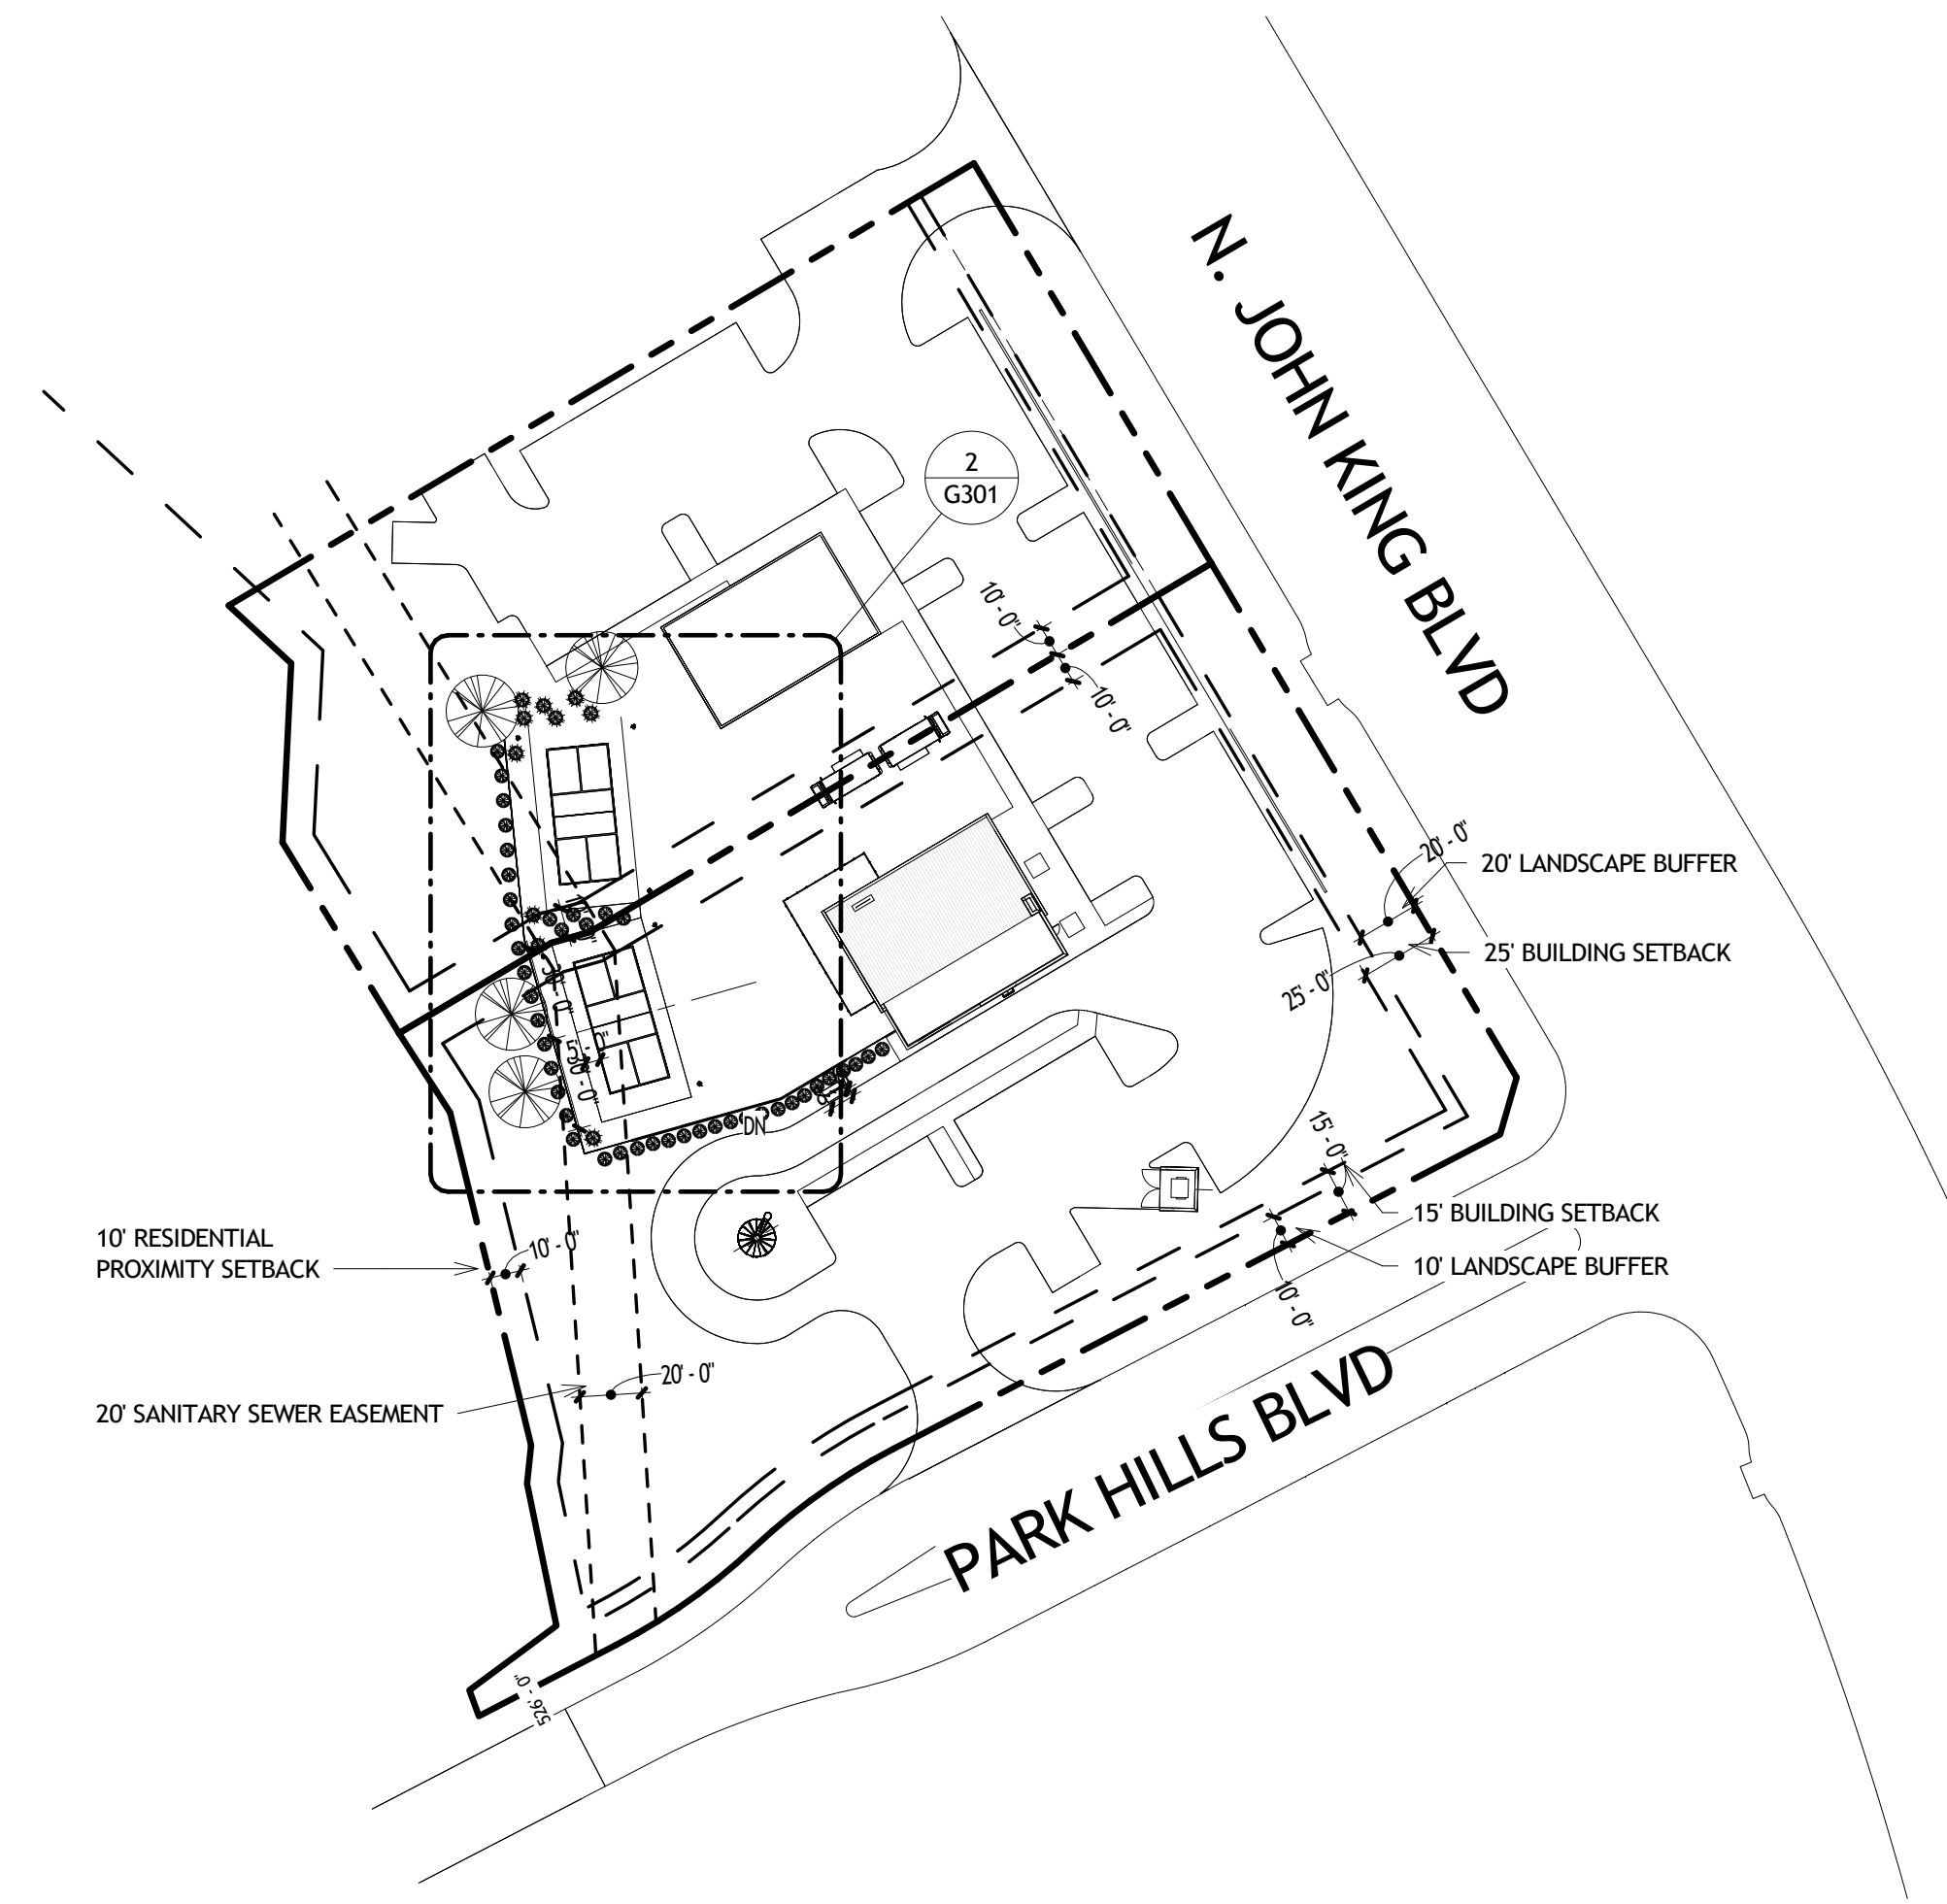 N. JOHN KING BLVD
2
G301
10' - 0"
10' - 0"
20' - 0"
20' LANDSCAPE BUFFER
25' BUILDING SETBACK
25' - 0"
5' - 0"
DN
15' - 0"
15' BUILDING SETBACK
10' RESIDENTIAL
PROXIMITY SETBACK
10' - 0"
10' LANDSCAPE BUFFER
10' - 0"
20' - 0"
20' SANITARY SEWER EASEMENT
PARK HILLS BLVD
526' - 0"